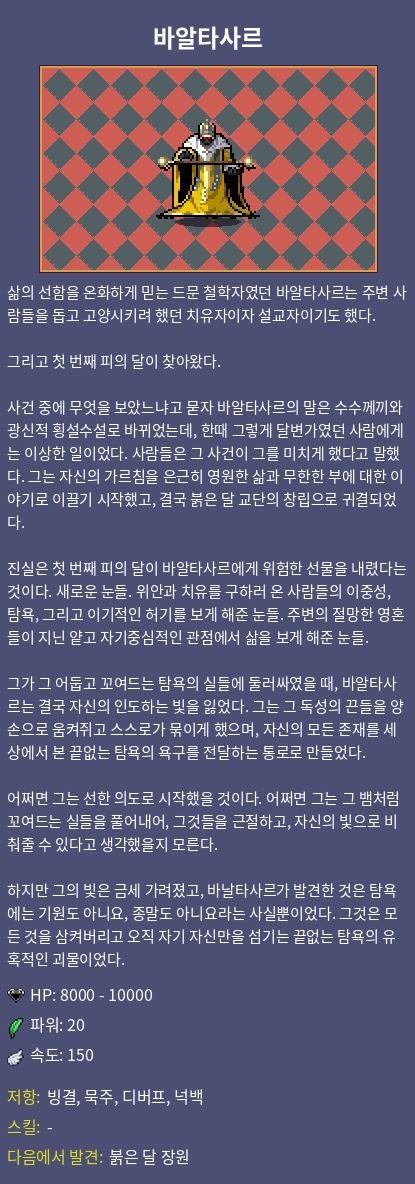 바알타사르
삶의 선함을 온화하게 믿는 드문 철학자였던 바알타사르는 주변 사
람들을 돕고 고양시키려 했던 치유자이자 설교자이기도 했다.
그리고 첫 번째 피의 달이 찾아왔다.
사건 중에 무엇을 보았느냐고 묻자 바알타사르의 말은 수수께끼와
광신적 횡설수설로 바뀌었는데, 한때 그렇게 달변가였던 사람에게
는 이상한 일이었다. 사람들은 그 사건이 그를 미치게 했다고 말했
다. 그는 자신의 가르침을 은근히 영원한 삶과 무한한 부에 대한 이
야기로 이끌기 시작했고, 결국 붉은 달 교단의 창립으로 귀결되었
다.
진실은 첫 번째 피의 달이 바알타사르에게 위험한 선물을 내렸다는
것이다. 새로운 눈들. 위안과 치유를 구하러 온 사람들의 이중성,
탐욕, 그리고 이기적인 허기를 보게 해준 눈들. 주변의 절망한 영혼
들이 지닌 얕고 자기중심적인 관점에서 삶을 보게 해준 눈들.
그가 그 어둡고 꼬여드는 탐욕의 실들에 둘러싸였을 때, 바알타사
르는 결국 자신의 인도하는 빛을 잃었다. 그는 그 독성의 끈들을 양
손으로 움켜쥐고 스스로가 묶이게 했으며, 자신의 모든 존재를 세
상에서 본 끝없는 탐욕의 욕구를 전달하는 통로로 만들었다.
어쩌면 그는 선한 의도로 시작했을 것이다. 어쩌면 그는 그 뱀처럼
꼬여드는 실들을 풀어내어, 그것들을 근절하고, 자신의 빛으로 비
춰줄 수 있다고 생각했을지 모른다.
하지만 그의 빛은 금세 가려졌고, 바날타사르가 발견한 것은 탐욕
에는 기원도 아니요, 종말도 아니요라는 사실뿐이었다. 그것은 모
든 것을 삼켜버리고 오직 자기 자신만을 섬기는 끝없는 탐욕의 유
혹적인 괴물이었다.
HP: 8000 - 10000
파워: 20
속도: 150
저항: 빙결, 묵주, 디버프, 넉백
스킬: -
다음에서 발견: 붉은 달 장원